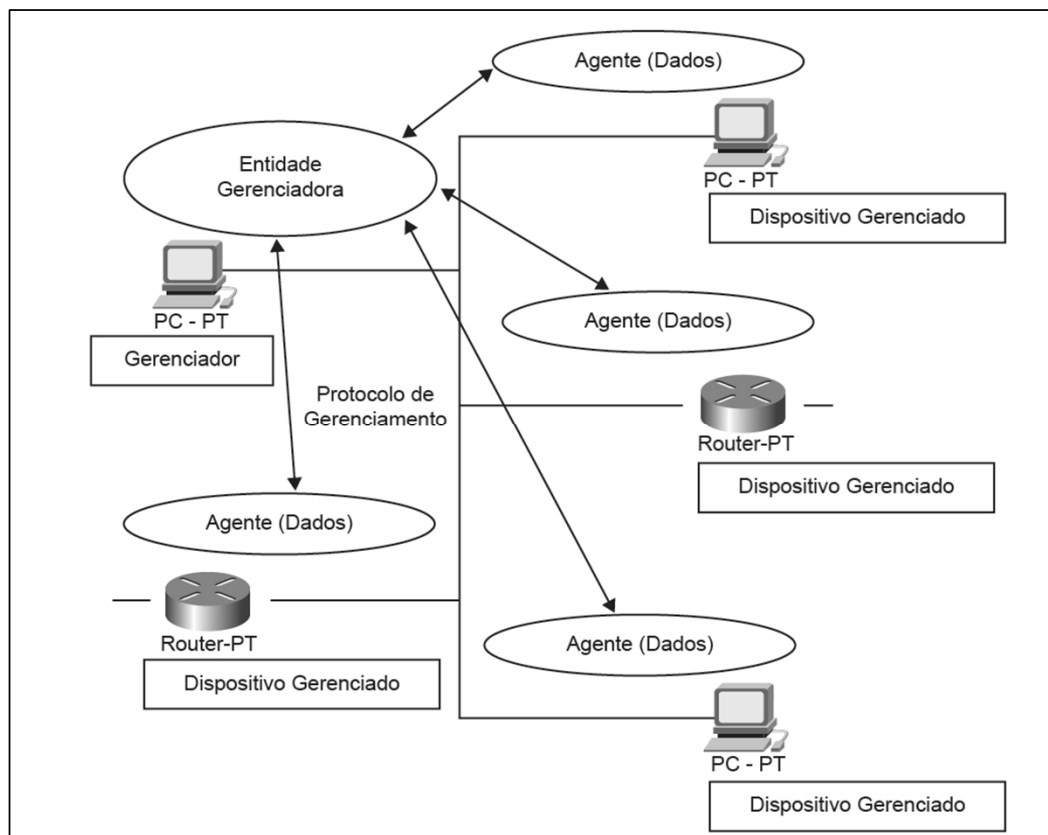 Agente (Dados)
Entidade
Gerenciadora
PC - PT
Dispositivo Gerenciado
PC - PT
Gerenciador
Agente (Dados)
Protocolo de
Gerenciamento
Router-PT
Dispositivo Gerenciado
Agente (Dados)
Router-PT
Dispositivo Gerenciado
Agente (Dados)
PC - PT
Dispositivo Gerenciado